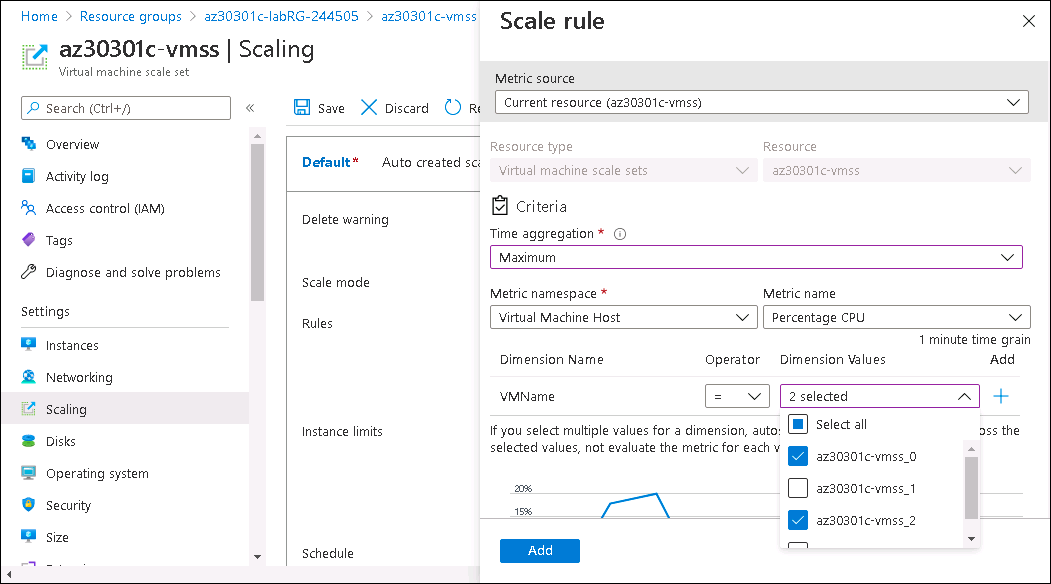 Home > Resource groups > az30301c-labRG-244505 > az30301c-vmss
az30301c-vmss | Scaling
Virtual machine scale set
Search (Ctrl+/)
«
Overview
Activity log
Access control (IAM)
Tags
Diagnose and solve problems
Settings
Instances
Networking
Scaling
Disks
Operating system
Security
Size
Save
Discard
Default*
Auto created sca
Delete warning
Scale mode
Rules
Instance limits
Schedule
Scale rule
Metric source
Current resource (az30301c-vmss)
Resource type
Resource
Virtual machine scale sets
az30301c-vmss
Criteria
Time aggregation *
Maximum
Metric namespace *
Metric name
Virtual Machine Host
Percentage CPU
1 minute time grain
Dimension Name
Operator
Dimension Values
Add
VMName
=
2 selected
+
If you select multiple values for a dimension, autos oss the
selected values, not evaluate the metric for each v
Select all
az30301c-vmss_0
az30301c-vmss_1
az30301c-vmss_2
20%
15%
Add